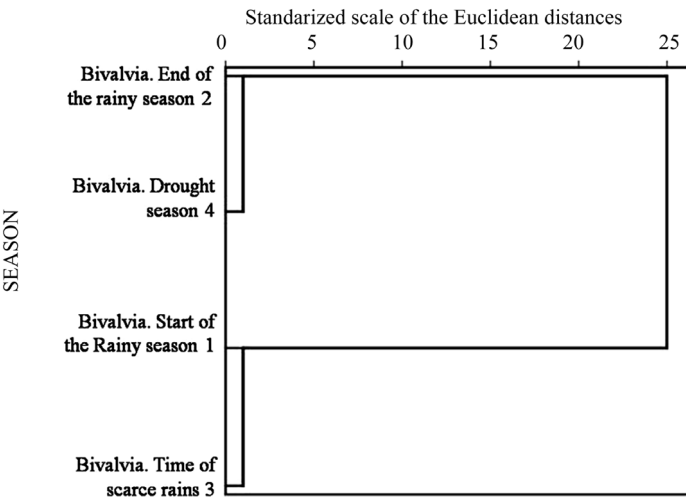 Standarized scale of the Euclidean distances
0 5 10 15 20 25
Bivalvia. End of
the rainy season 2
Bivalvia. Drought
season 4
SEASON
Bivalvia. Start of
the Rainy season 1
Bivalvia. Time of
scarce rains 3